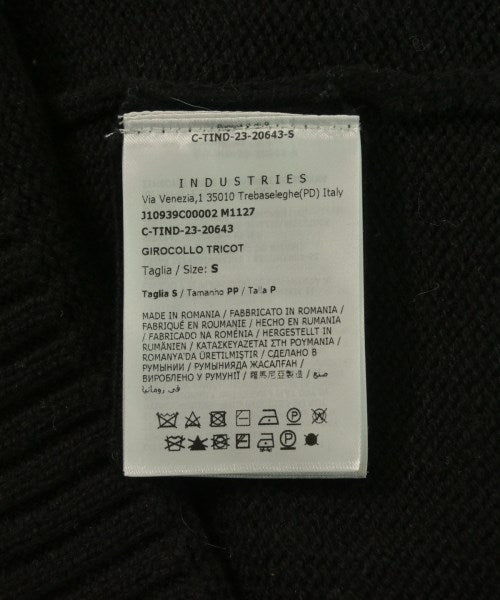 C-TIND-23-20643-S
INDUSTRIES
Via Venezia,1 35010 Trebaseleghe(PD) Italy
J10939C00002 M1127
C-TIND-23-20643
GIROCOLLO TRICOT
Taglia / Size: S
Taglia S / Tamanho PP / Talla P
MADE IN ROMANIA / FABBRICATO IN ROMANIA /
FABRIQUÉ EN ROUMANIE / HECHO EN RUMANIA
/ FABRICADO NA ROMÉNIA / HERGESTELLT IN
RUMÄNIEN / ΚΑΤΑΣΚΕΥΑΖΕΤΑΙ ΣΤΗ ΡΟΥΜΑΝΙΑ /
ROMANYA'DA ÜRETİLMİŞTİR / СДЕЛАНО В
РУМЫНИИ / РУМЫНИЯДА ЖАСАЛҒАН /
ВИРОБЛЕНО У РУМУНІЇ / 羅馬尼亞製造 / صنع
في رومانيا